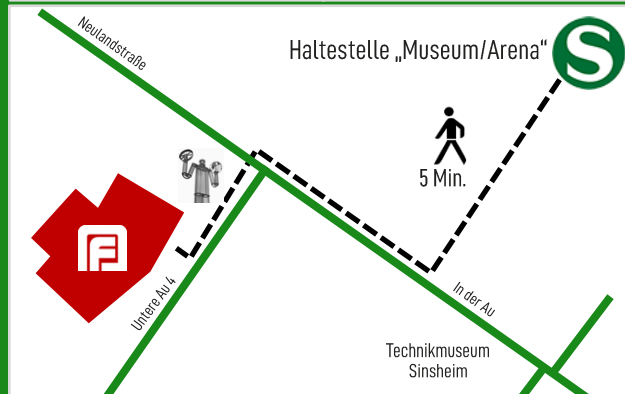 Neulandstraße
Haltestelle „Museum/Arena“
S
5 Min.
F
Untere Au 4
In der Au
Technikmuseum
Sinsheim